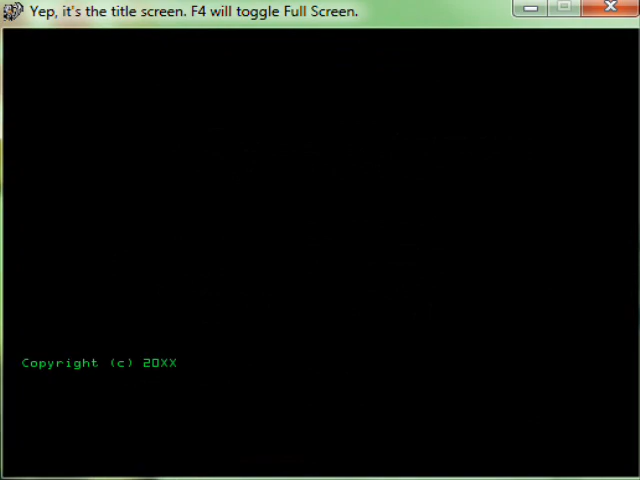 Yep, it's the title screen. F4 will toggle Full Screen.
Copyright (c) 20XX